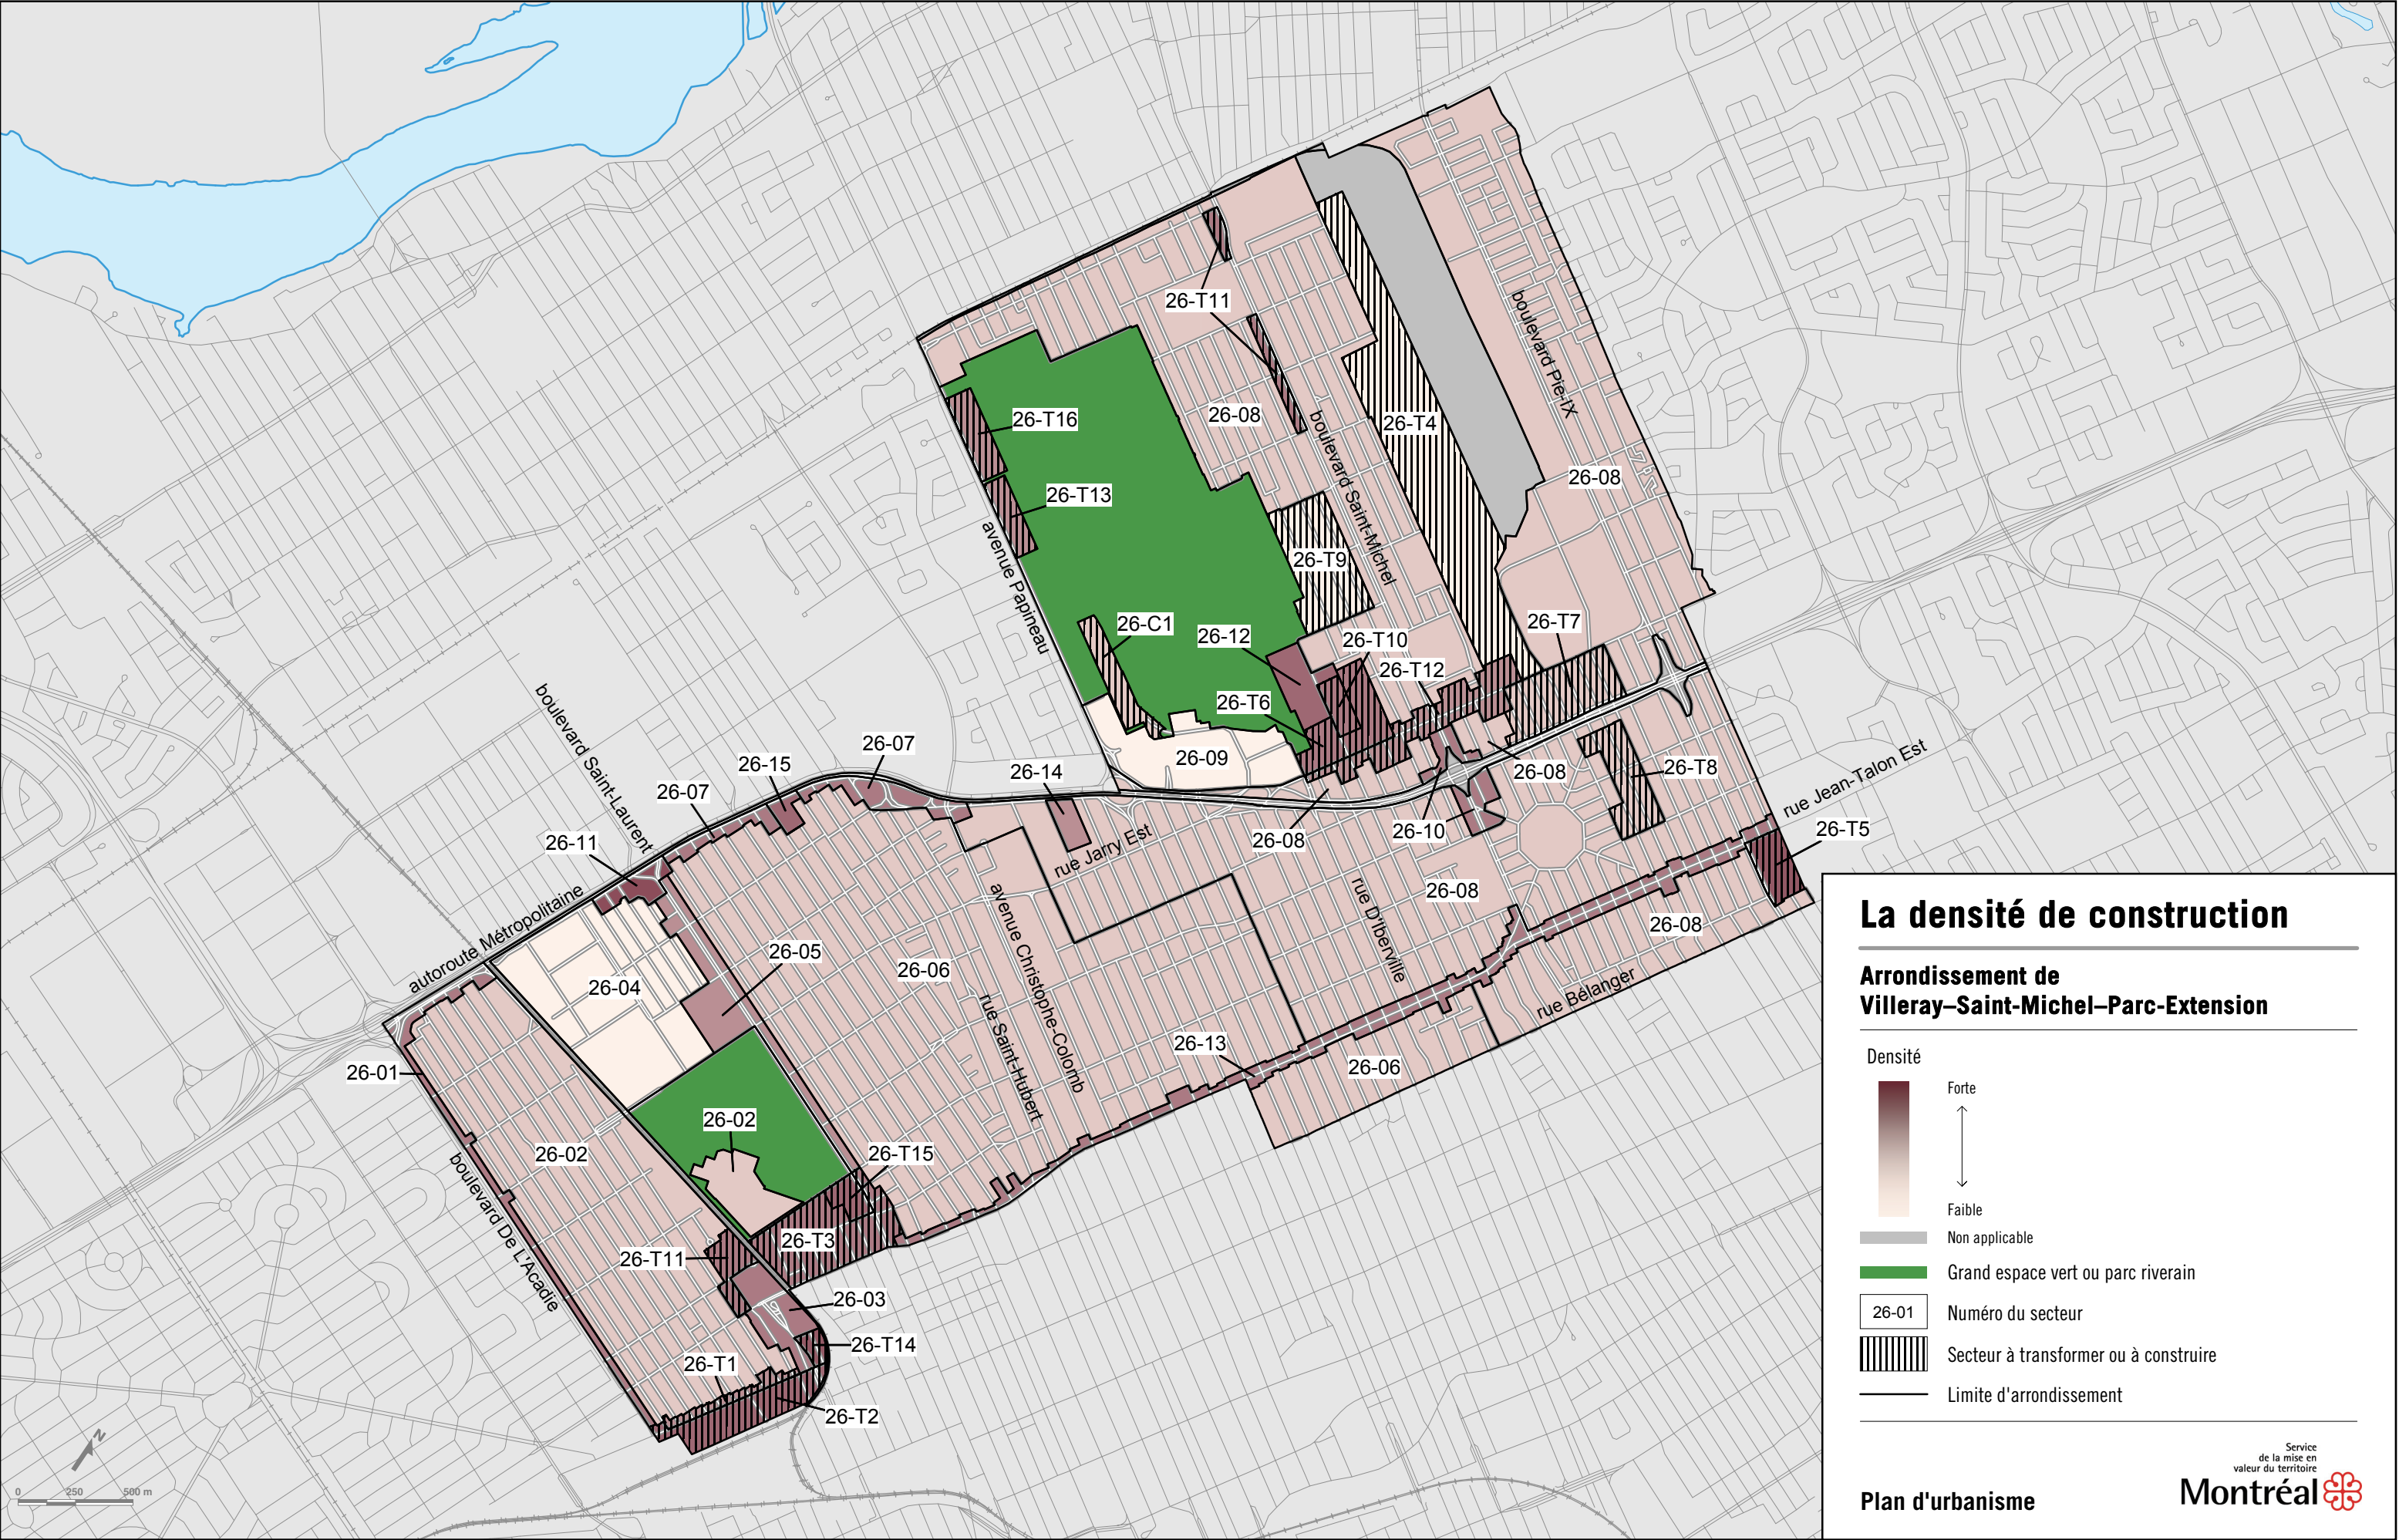 26-T11
boulevard Pie-IX
26-T16
26-08
26-T4
boulevard Saint-Michel
26-08
26-T13
avenue Papineau
26-T9
26-C1
26-12
26-T10
26-T7
26-T12
boulevard Saint-Laurent
26-T6
26-07
26-09
26-15
26-14
26-08
26-T8
rue Jean-Talon Est
26-07
26-10
26-08
26-T5
26-11
rue Jarry Est
autoroute Métropolitaine
26-08
avenue Christophe-Colomb
rue D'Iberville
26-08
26-05
26-06
26-04
rue Saint-Hubert
rue Bélanger
26-13
26-01
26-06
26-02
26-02
26-T15
boulevard De L'Acadie
26-T3
26-T11
26-03
26-T14
26-T1
26-T2
N
0 250 500 m
La densité de construction
Arrondissement de
Villeray–Saint-Michel–Parc-Extension
Densité
Forte
Faible
Non applicable
Grand espace vert ou parc riverain
26-01 Numéro du secteur
Secteur à transformer ou à construire
Limite d'arrondissement
Service
de la mise en
valeur du territoire
Plan d'urbanisme
Montréal